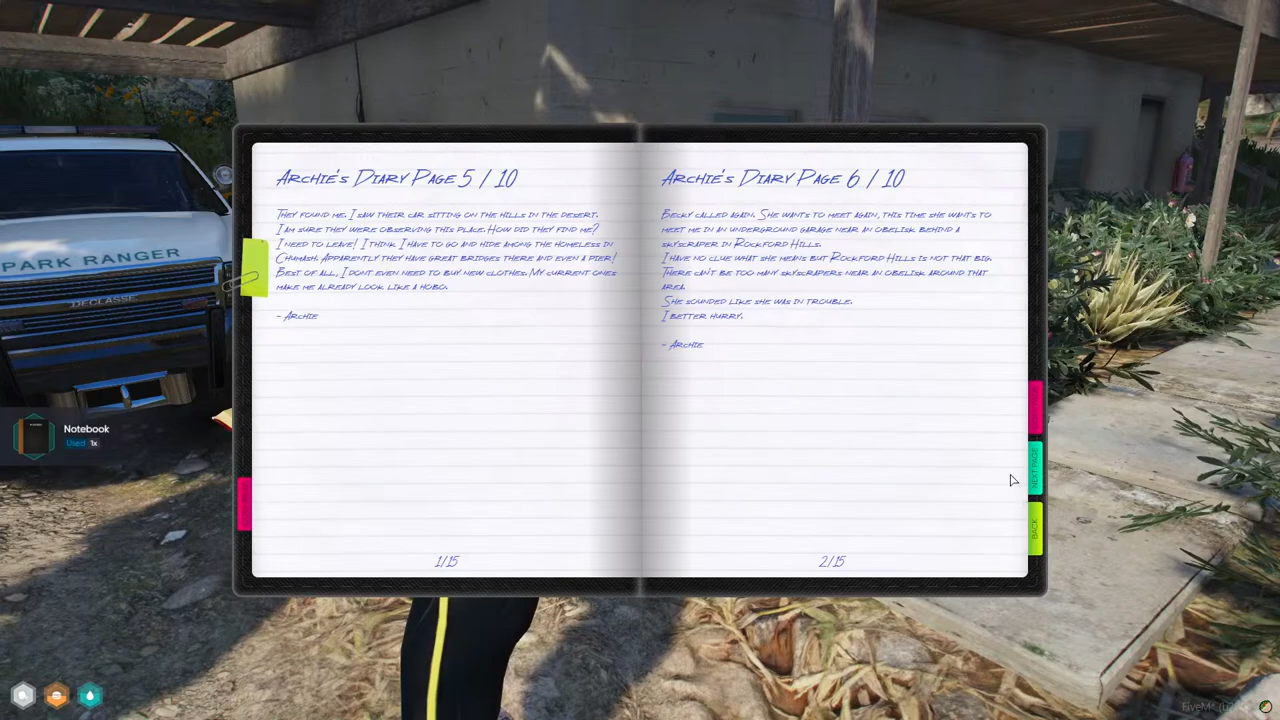 Archie's Diary Page 5 / 10
They found me. I saw their car sitting on the hills in the desert.
I am sure they were observing this place. How did they find me?
I need to leave! I think I have to go and hide among the homeless in
Chumash. Apparently they have great bridges there and even a pier!
Best of all, I dont even need to buy new clothes. My current ones
make me already look like a hobo.
- Archie
1/15
Archie's Diary Page 6 / 10
Becky called again. She wants to meet again, this time she wants to
meet me in an underground garage near an obelisk behind a
skyscraper in Rockford Hills.
I have no clue what she means but Rockford Hills is not that big.
There can't be too many skyscrapers near an obelisk around that
area.
She sounded like she was in trouble.
I better hurry.
- Archie
2/15
NEXT PAGE
BACK
PARK RANGER
DECLASSE
Notebook
Used 1x
FiveM*